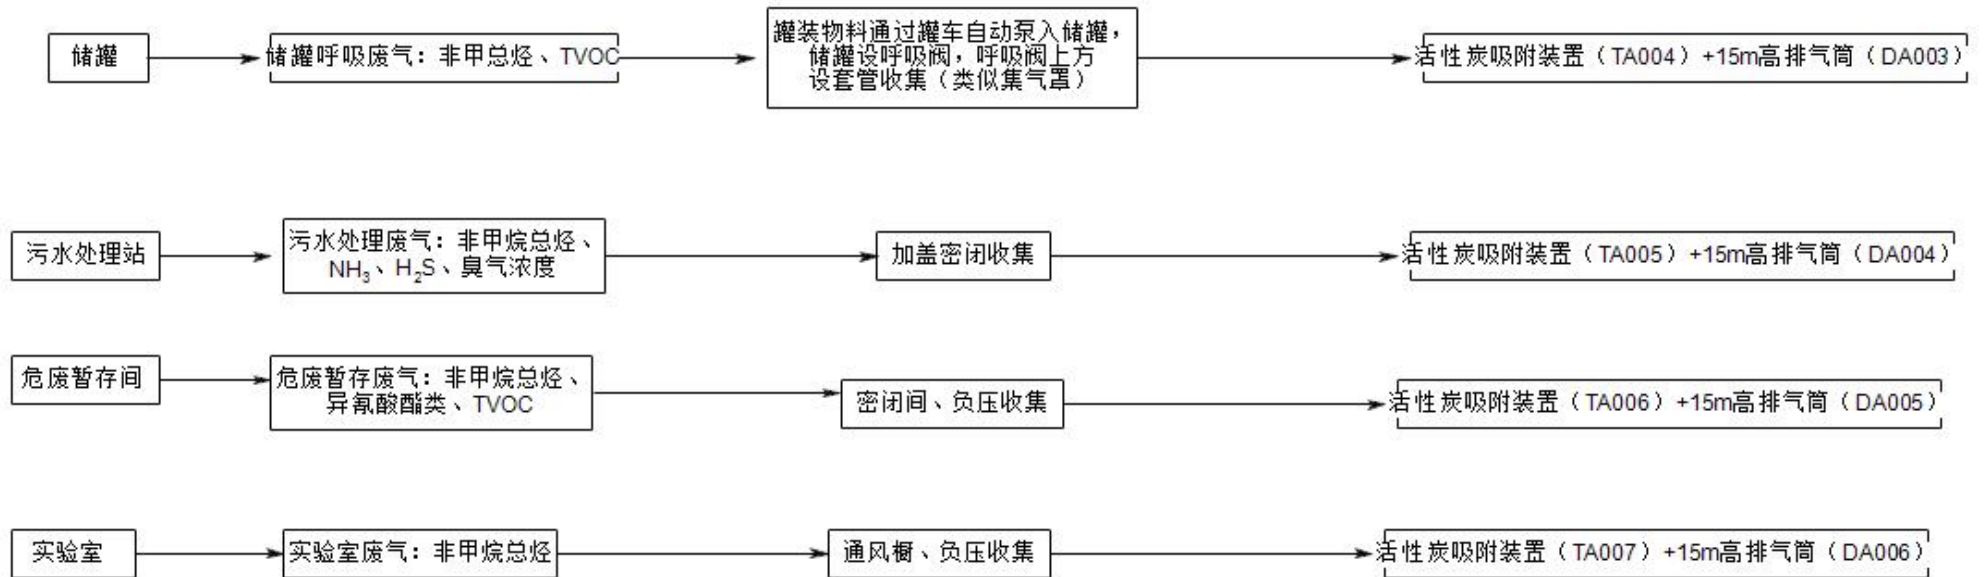 储罐
储罐呼吸废气：非甲总烃、TVOC
罐装物料通过罐车自动泵入储罐，
储罐设呼吸阀，呼吸阀上方
设套管收集（类似集气罩）
活性炭吸附装置（TA004）+15m高排气筒（DA003）
污水处理站
污水处理废气：非甲烷总烃、
NH₃、H₂S、臭气浓度
加盖密闭收集
活性炭吸附装置（TA005）+15m高排气筒（DA004）
危废暂存间
危废暂存废气：非甲烷总烃、
异氰酸酯类、TVOC
密闭间、负压收集
活性炭吸附装置（TA006）+15m高排气筒（DA005）
实验室
实验室废气：非甲烷总烃
通风橱、负压收集
活性炭吸附装置（TA007）+15m高排气筒（DA006）